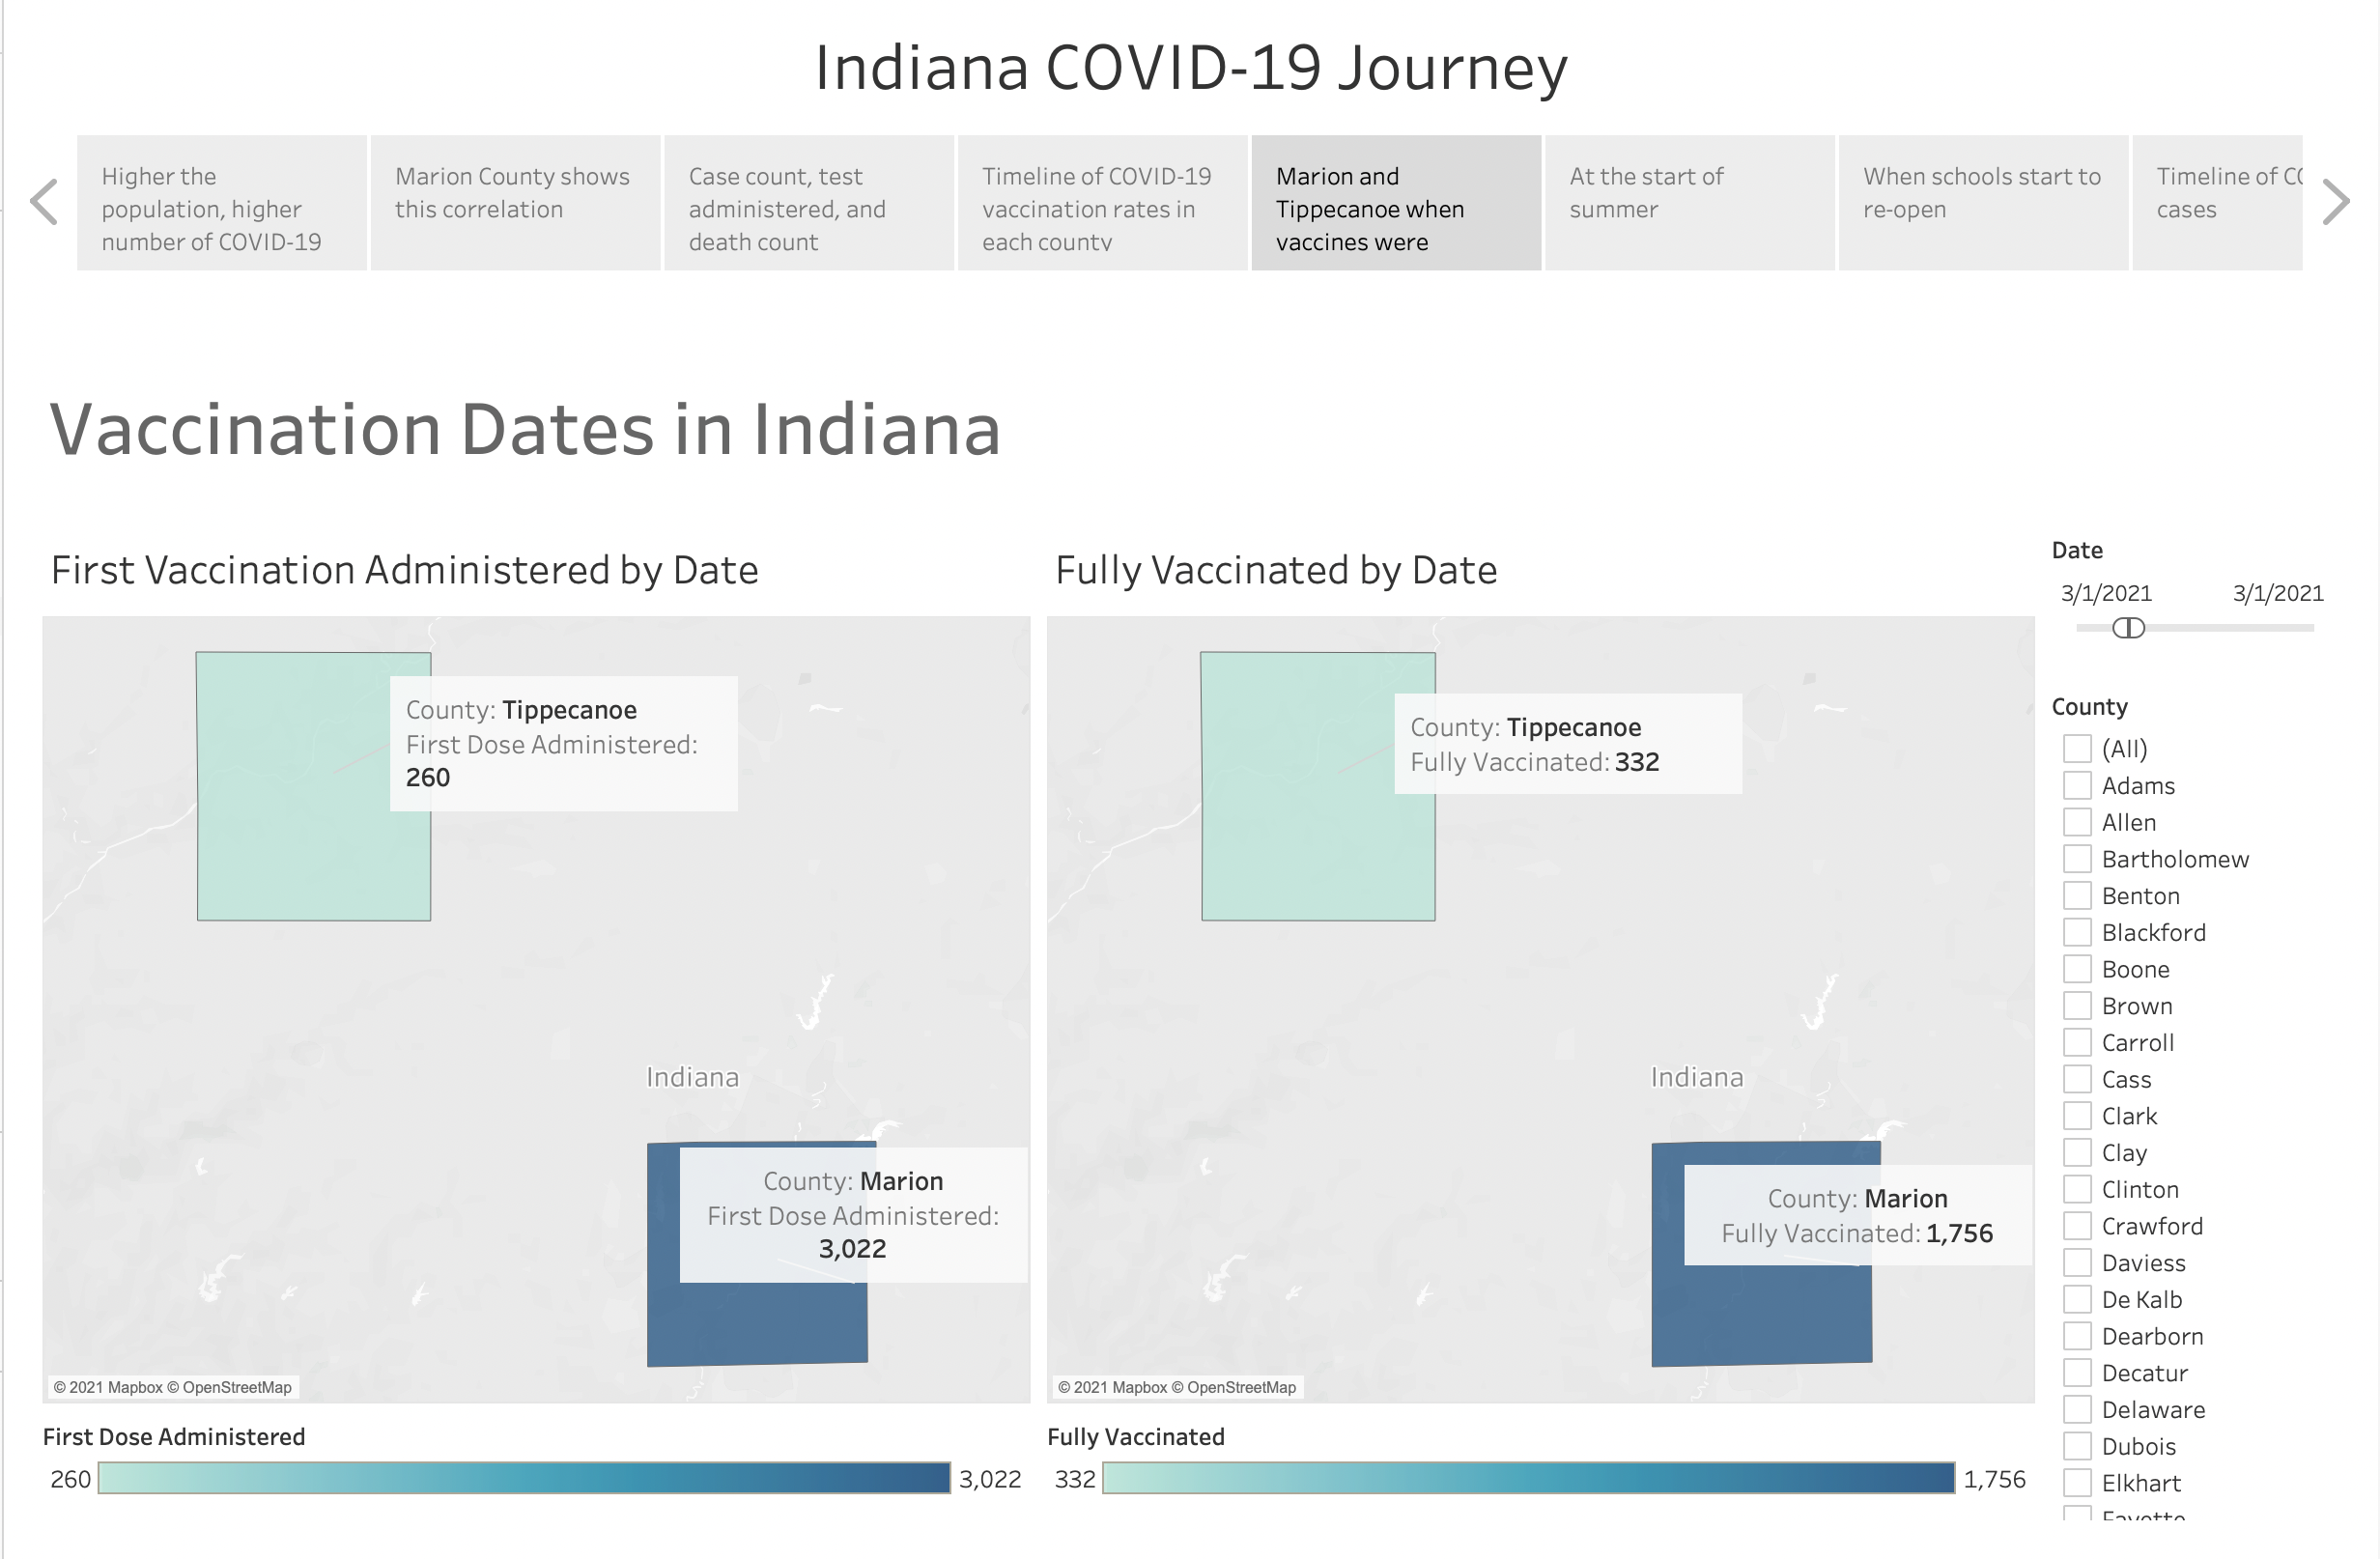 Indiana COVID-19 Journey
Higher the
population, higher
number of COVID-19
Marion County shows
this correlation
Case count, test
administered, and
death count
Timeline of COVID-19
vaccination rates in
each county
Marion and
Tippecanoe when
vaccines were
At the start of
summer
When schools start to
re-open
Timeline of CO
cases
Vaccination Dates in Indiana
First Vaccination Administered by Date
County: Tippecanoe
First Dose Administered:
260
Indiana
County: Marion
First Dose Administered:
3,022
© 2021 Mapbox © OpenStreetMap
First Dose Administered
260
3,022
Fully Vaccinated by Date
County: Tippecanoe
Fully Vaccinated: 332
Indiana
County: Marion
Fully Vaccinated: 1,756
© 2021 Mapbox © OpenStreetMap
Fully Vaccinated
332
1,756
Date
3/1/2021
3/1/2021
County
(All)
Adams
Allen
Bartholomew
Benton
Blackford
Boone
Brown
Carroll
Cass
Clark
Clay
Clinton
Crawford
Daviess
De Kalb
Dearborn
Decatur
Delaware
Dubois
Elkhart
Fayette